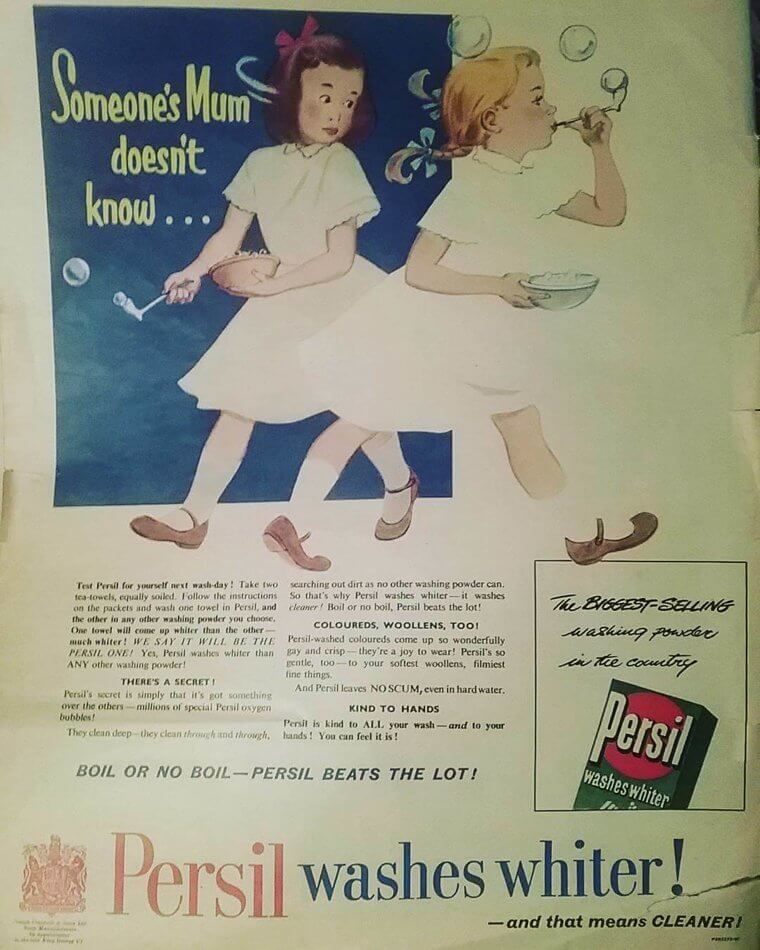 Someone's Mum
doesn't
know...
Test Persil for yourself next wash-day! Take two
tea-towels, equally soiled. Follow the instructions
on the packets and wash one towel in Persil, and
the other in any other washing powder you choose.
One towel will come up whiter than the other—
much whiter! WE SAY IT WILL BE THE
PERSIL ONE! Yes, Persil washes whiter than
ANY other washing powder!
THERE'S A SECRET!
Persil's secret is simply that it's got something
over the others—millions of special Persil oxygen
bubbles!
They clean deep—they clean through and through,
searching out dirt as no other washing powder can.
So that's why Persil washes whiter—it washes
cleaner! Boil or no boil, Persil beats the lot!
COLOUREDS, WOOLLENS, TOO!
Persil-washed coloureds come up so wonderfully
gay and crisp—they're a joy to wear! Persil's so
gentle, too—to your softest woollens, filmiest
fine things.
And Persil leaves NO SCUM, even in hard water.
KIND TO HANDS
Persil is kind to ALL your wash—and to your
hands! You can feel it is!
BOIL OR NO BOIL—PERSIL BEATS THE LOT!
The BIGGEST-SELLING
washing powder
in the country
Persil
washes whiter
Persil washes whiter!
—and that means CLEANER!